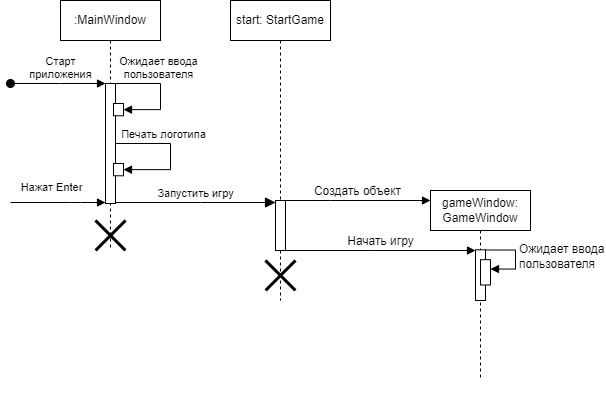 :MainWindow
start: StartGame
Старт
приложения
Ожидает ввода
пользователя
Печать логотипа
Нажат Enter
Запустить игру
Создать объект
gameWindow:
GameWindow
Начать игру
Ожидает ввода
пользователя